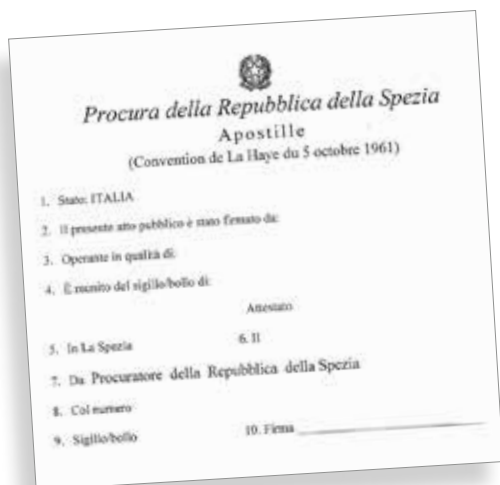 Procura della Repubblica della Spezia
Apostille
(Convention de La Haye du 5 octobre 1961)
1. Stato: ITALIA
2. Il presente atto pubblico è stato firmato da:
3. Operante in qualità di:
4. È munito del sigillo/bollo di:
Attestato
5. In La Spezia 6. Il
7. Da Procuratore della Repubblica della Spezia
8. Col numero
9. Sigillo/bollo 10. Firma